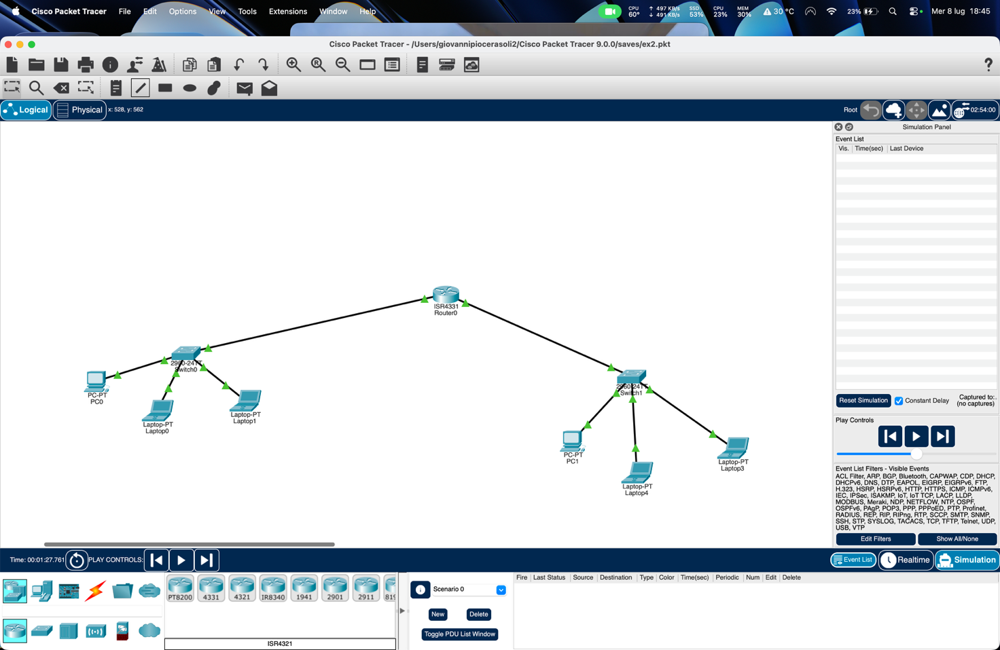 Cisco Packet Tracer File Edit Options View Tools Extensions Window Help CPU 60° ↑ 497 KB/s ↓ 491 KB/s SSD 53% CPU 23% MEM 30% 30 °C 23% Mer 8 lug 18:45
Cisco Packet Tracer - /Users/giovannipiocerasoli2/Cisco Packet Tracer 9.0.0/saves/ex2.pkt
Logical Physical x: 528, y: 562 Root 02:54:00
Simulation Panel
Event List
Vis. Time(sec) Last Device
ISR4331
Router0
2960-24TT
Switch0
PC-PT
PC0
Laptop-PT
Laptop0
Laptop-PT
Laptop1
2960-24TT
Switch1
PC-PT
PC1
Laptop-PT
Laptop4
Laptop-PT
Laptop3
Reset Simulation Constant Delay Captured to:
(no captures)
Play Controls
Event List Filters - Visible Events
ACL Filter, ARP, BGP, Bluetooth, CAPWAP, CDP, DHCP,
DHCPv6, DNS, DTP, EAPOL, EIGRP, EIGRPv6, FTP,
H.323, HSRP, HSRPv6, HTTP, HTTPS, ICMP, ICMPv6,
IEC, IPSec, ISAKMP, IoT, IoT TCP, LACP, LLDP,
MODBUS, Meraki, NDP, NETFLOW, NTP, OSPF,
OSPFv6, PAgP, POP3, PPP, PPPoED, PTP, Profinet,
RADIUS, REP, RIP, RIPng, RTP, SCCP, SMTP, SNMP,
SSH, STP, SYSLOG, TACACS, TCP, TFTP, Telnet, UDP,
USB, VTP
Edit Filters Show All/None
Time: 00:01:27.761 PLAY CONTROLS: Event List Realtime Simulation
PT8200 4331 4321 IR8340 1941 2901 2911 819
ISR4321
Scenario 0
New Delete
Toggle PDU List Window
Fire Last Status Source Destination Type Color Time(sec) Periodic Num Edit Delete